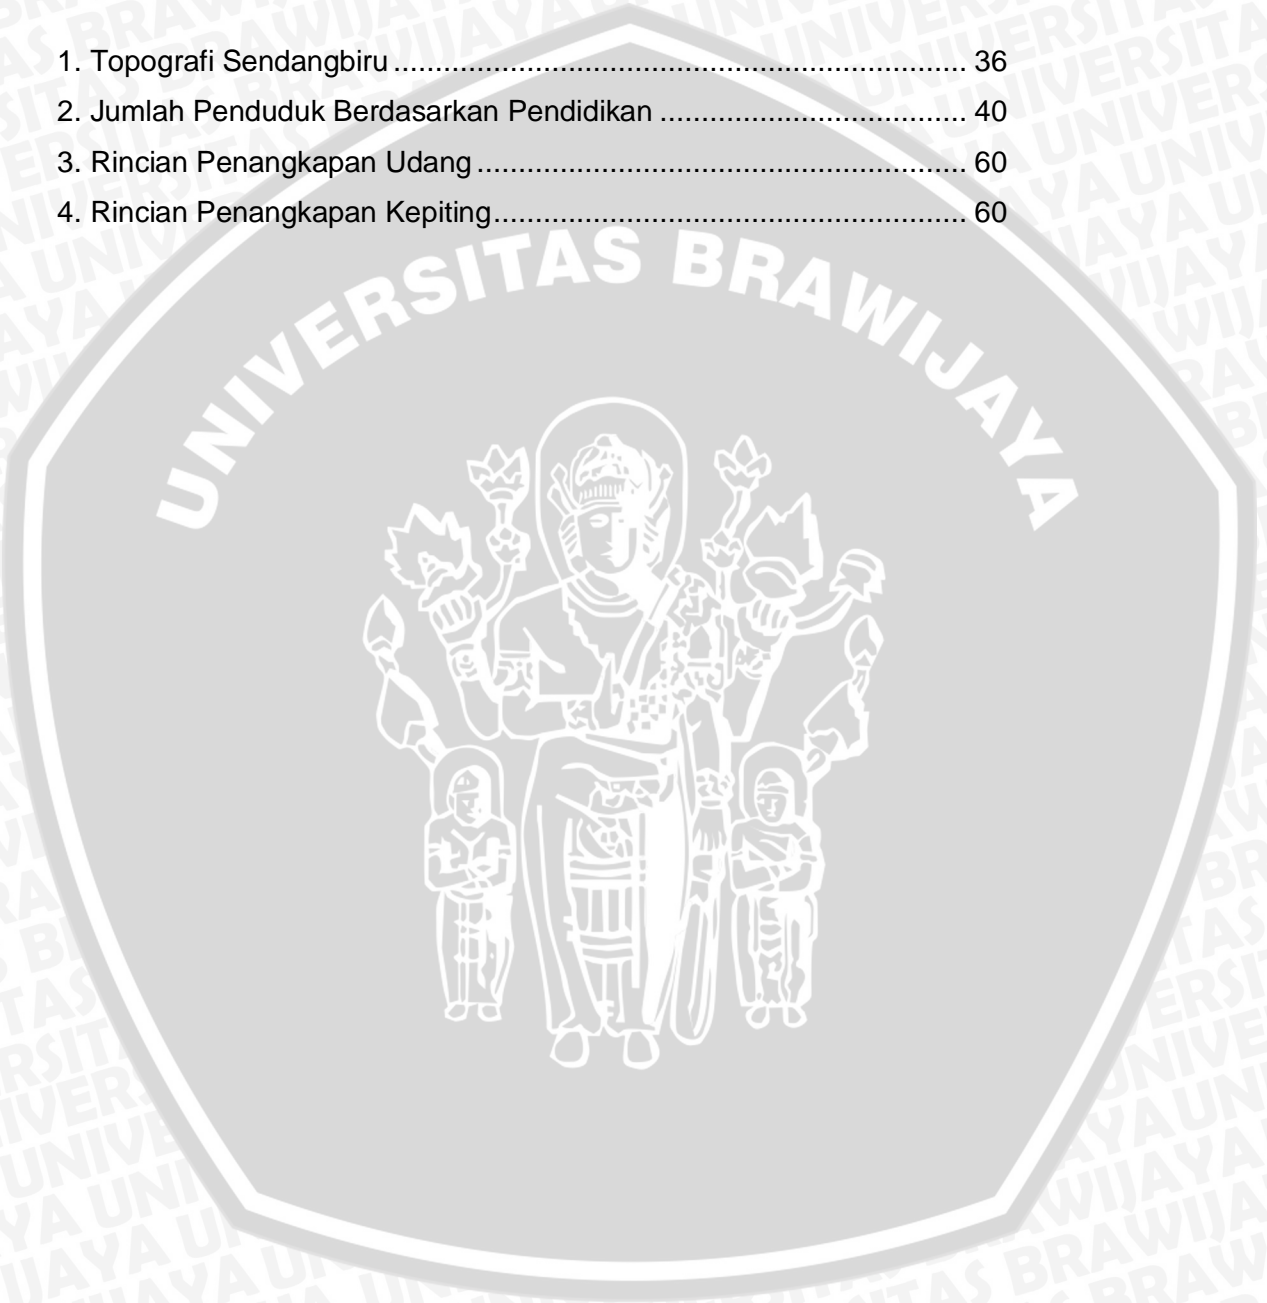 1. Topografi Sendangbiru ..................................................................... 36
2. Jumlah Penduduk Berdasarkan Pendidikan ..................................... 40
3. Rincian Penangkapan Udang ........................................................... 60
4. Rincian Penangkapan Kepiting......................................................... 60
UNIVERSITAS BRAWIJAYA